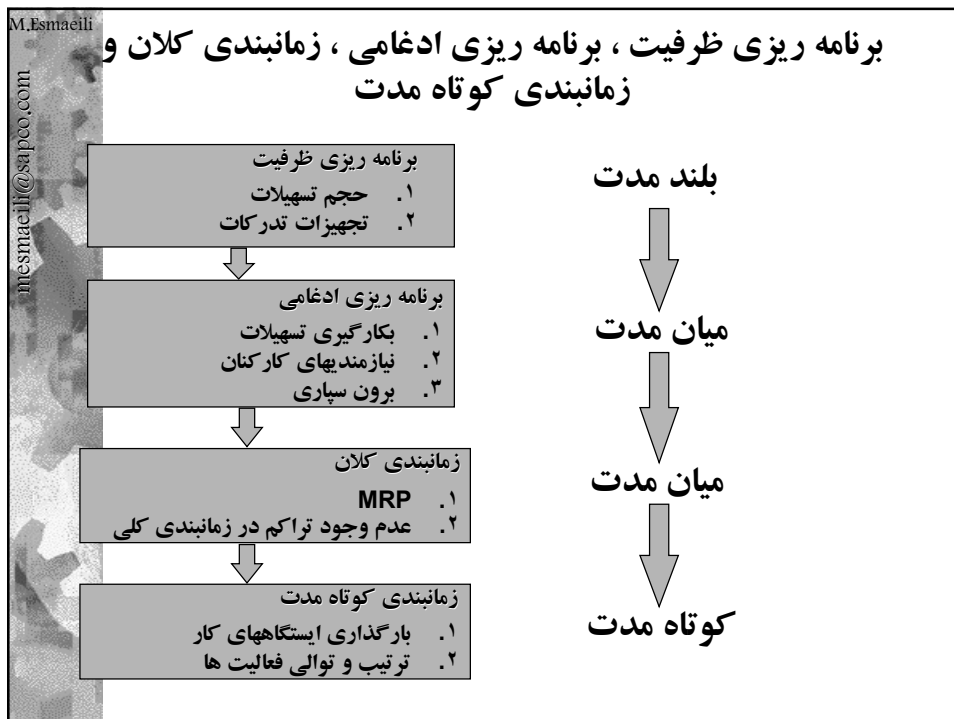 M.Esmaeili
mesmaeili@sapco.com
برنامه ریزی ظرفیت ، برنامه ریزی ادغامی ، زمانبندی کلان و
زمانبندی کوتاه مدت
برنامه ریزی ظرفیت
۱. حجم تسهیلات
۲. تجهیزات تدرکات
بلند مدت
برنامه ریزی ادغامی
۱. بکارگیری تسهیلات
۲. نیازمندیهای کارکنان
۳. برون سپاری
میان مدت
زمانبندی کلان
۱. MRP
۲. عدم وجود تراکم در زمانبندی کلی
میان مدت
زمانبندی کوتاه مدت
۱. بارگذاری ایستگاههای کار
۲. ترتیب و توالی فعالیت ها
کوتاه مدت